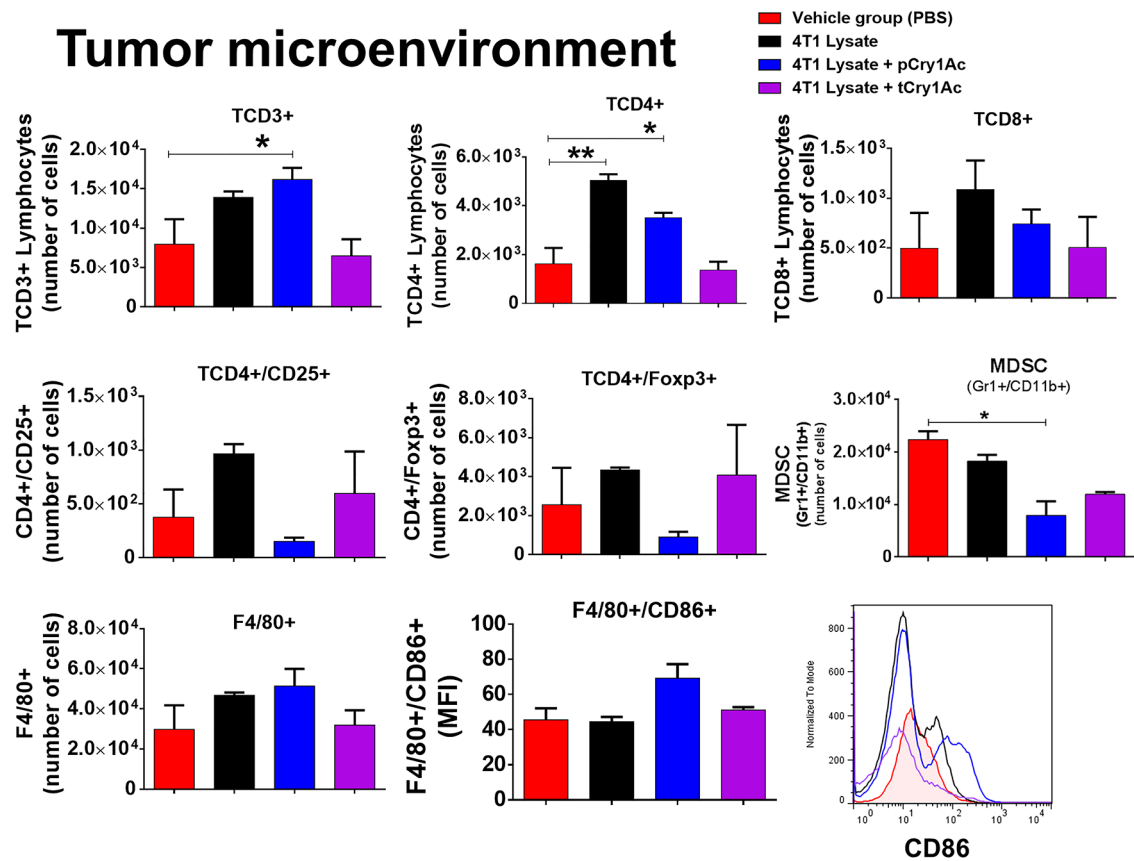 Tumor microenvironment
Vehicle group (PBS)
4T1 Lysate
4T1 Lysate + pCry1Ac
4T1 Lysate + tCry1Ac
TCD3+
TCD3+ Lymphocytes
(number of cells)
2.0×10⁴
1.5×10⁴
1.0×10⁴
5.0×10³
0
*
TCD4+
TCD4+ Lymphocytes
(number of cells)
6.0×10³
4.0×10³
2.0×10³
0
*
**
TCD8+
TCD8+ Lymphocytes
(number of cells)
1.5×10³
1.0×10³
5.0×10²
0
TCD4+/CD25+
CD4+/CD25+
(number of cells)
1.5×10³
1.0×10³
5.0×10²
0
TCD4+/Foxp3+
CD4+/Foxp3+
(number of cells)
8.0×10³
6.0×10³
4.0×10³
2.0×10³
0
MDSC
(Gr1+/CD11b+)
MDSC
(Gr1+/CD11b+)
(number of cells)
3.0×10⁴
2.0×10⁴
1.0×10⁴
0
*
F4/80+
F4/80+
(number of cells)
8.0×10⁴
6.0×10⁴
4.0×10⁴
2.0×10⁴
0
F4/80+/CD86+
F4/80+/CD86+
(MFI)
100
80
60
40
20
0
Normalized To Mode
800
600
400
200
0
10⁰ 10¹ 10² 10³ 10⁴
CD86